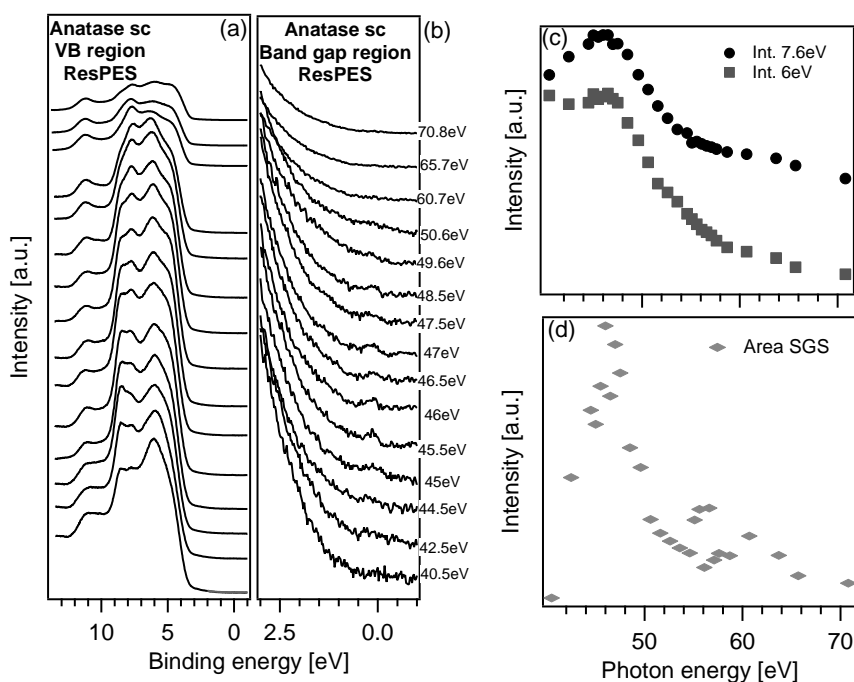 Anatase sc
VB region
ResPES
(a)
Intensity [a.u.]
10
5
0
Anatase sc
Band gap region
ResPES
(b)
70.8eV
65.7eV
60.7eV
50.6eV
49.6eV
48.5eV
47.5eV
47eV
46.5eV
46eV
45.5eV
45eV
44.5eV
42.5eV
40.5eV
2.5
0.0
Binding energy [eV]
(c)
Int. 7.6eV
Int. 6eV
Intensity [a.u.]
(d)
Area SGS
Intensity [a.u.]
50
60
70
Photon energy [eV]